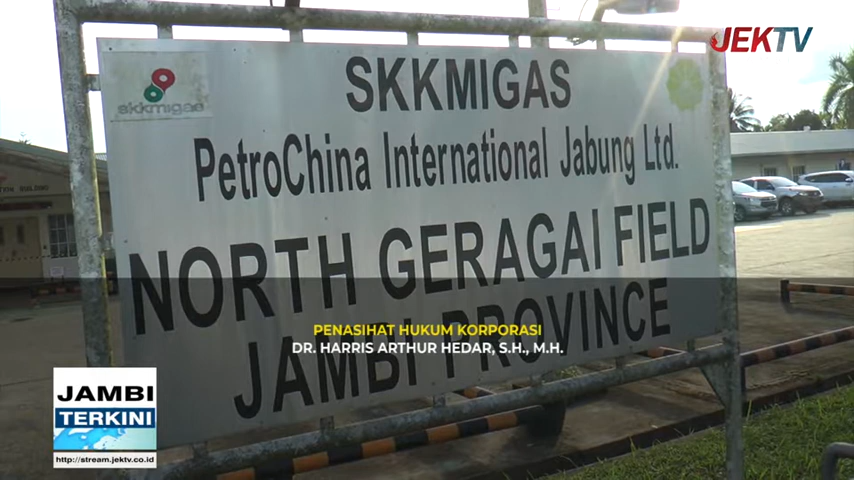 JEKTV
SKKMIGAS
skkmigas
PetroChina International Jabung Ltd.
NORTH GERAGAI FIELD
JAMBI PROVINCE
PENASIHAT HUKUM KORPORASI
DR. HARRIS ARTHUR HEDAR, S.H., M.H.
JAMBI
TERKINI
http://stream.jektv.co.id